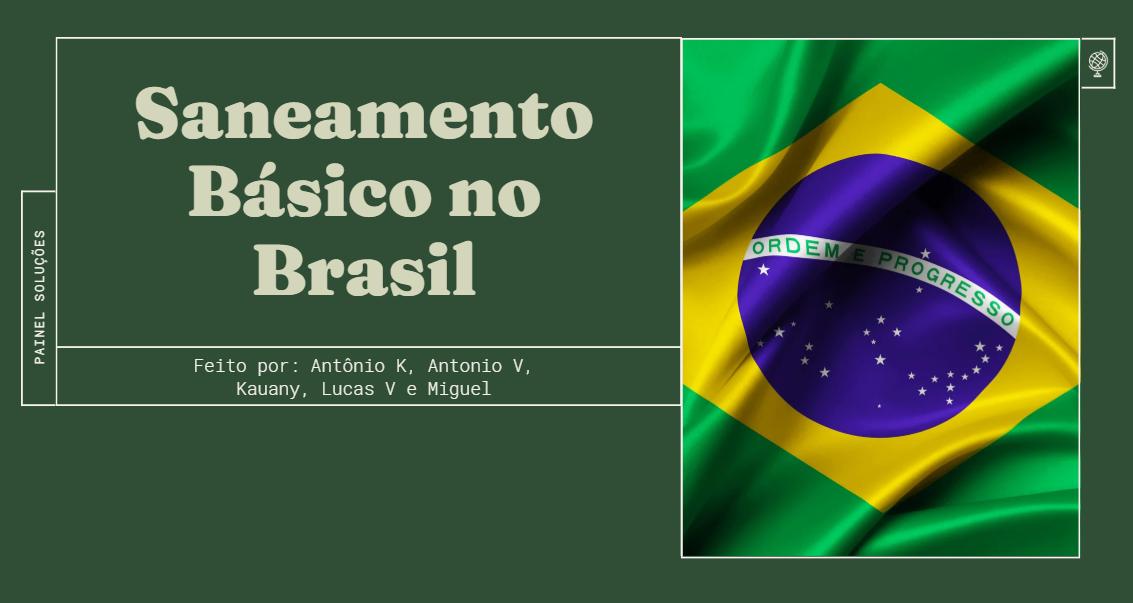 Saneamento
Básico no
Brasil
PAINEL SOLUÇÕES
Feito por: Antônio K, Antonio V,
Kauany, Lucas V e Miguel
ORDEM E PROGRESSO